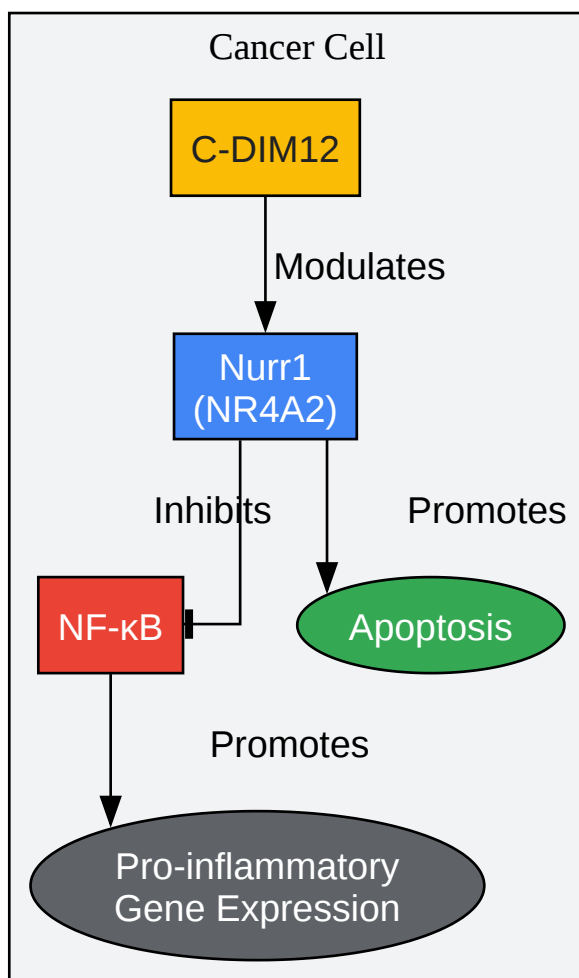 Cancer Cell
C-DIM12
Modulates
Nurr1
(NR4A2)
Inhibits
Promotes
NF-κB
Apoptosis
Promotes
Pro-inflammatory
Gene Expression